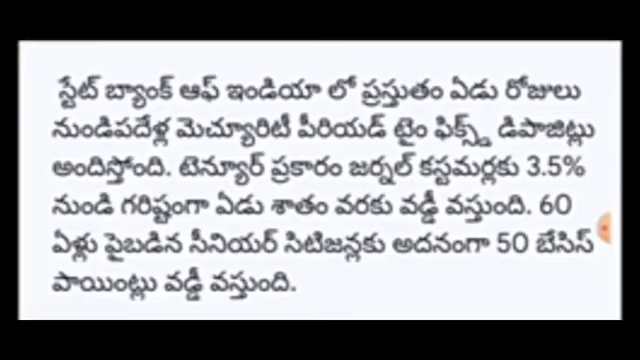 స్టేట్ బ్యాంక్ ఆఫ్ ఇండియా లో ప్రస్తుతం ఏడు రోజులు
నుండిపదేళ్ల మెచ్యూరిటీ పీరియడ్ టైం ఫిక్స్డ్ డిపాజిట్లు
అందిస్తోంది. టెన్యూర్ ప్రకారం జర్నల్ కస్టమర్లకు 3.5%
నుండి గరిష్టంగా ఏడు శాతం వరకు వడ్డీ వస్తుంది. 60
ఏళ్లు పైబడిన సీనియర్ సిటిజన్లకు అదనంగా 50 బేసిస్
పాయింట్లు వడ్డీ వస్తుంది.